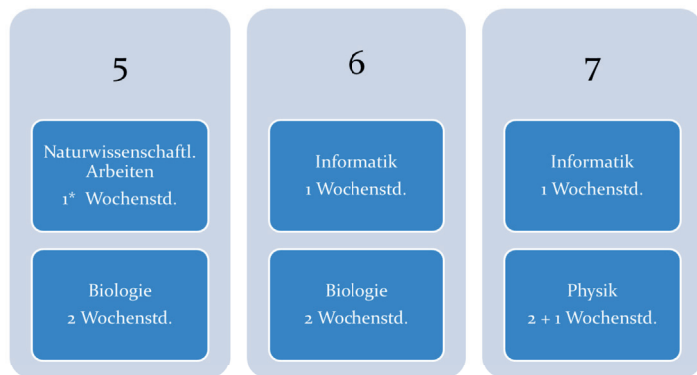 5
Naturwissenschaftl.
Arbeiten
1* Wochenstd.
Biologie
2 Wochenstd.
6
Informatik
1 Wochenstd.
Biologie
2 Wochenstd.
7
Informatik
1 Wochenstd.
Physik
2 + 1 Wochenstd.